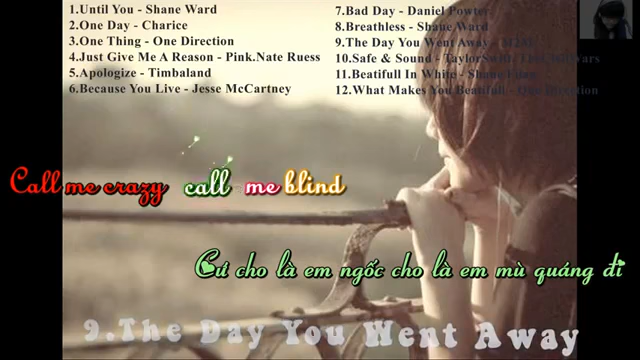 1.Until You - Shane Ward
2.One Day - Charice
3.One Thing - One Direction
4.Just Give Me A Reason - Pink.Nate Ruess
5.Apologize - Timbaland
6.Because You Live - Jesse McCartney
7.Bad Day - Daniel Powter
8.Breathless - Shane Ward
9.The Day You Went Away - M2M
10.Safe & Sound - TaylorSwift
11.Beatifull In White - Shane
12.What Makes You Beautifull - One Direction
Call me crazy call me blind
Cứ cho là em ngốc cho là em mù quáng đi
9.The Day You Went Away